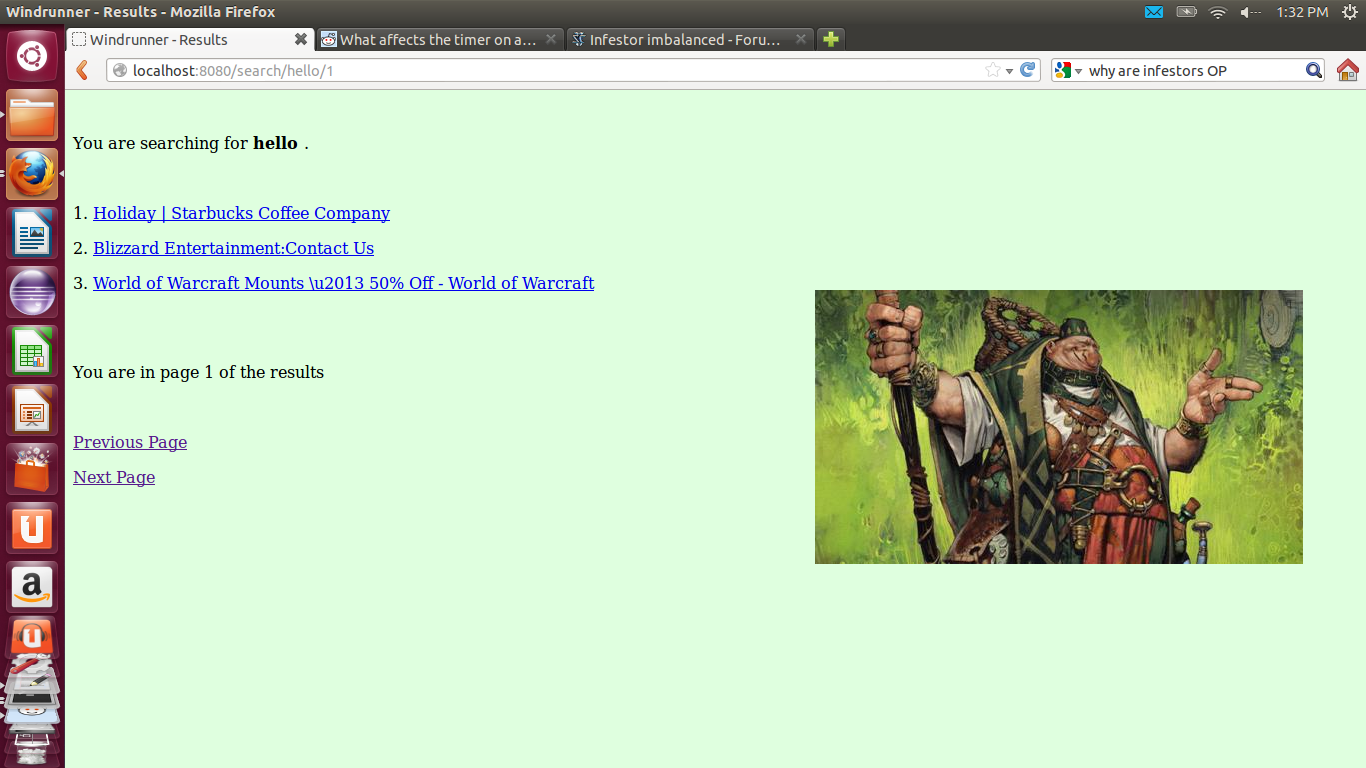 Windrunner - Results - Mozilla Firefox
1:32 PM
Windrunner - Results
What affects the timer on a...
Infestor imbalanced - Foru...
localhost:8080/search/hello/1
why are infestors OP
You are searching for hello .
1. Holiday | Starbucks Coffee Company
2. Blizzard Entertainment:Contact Us
3. World of Warcraft Mounts \u2013 50% Off - World of Warcraft
You are in page 1 of the results
Previous Page
Next Page